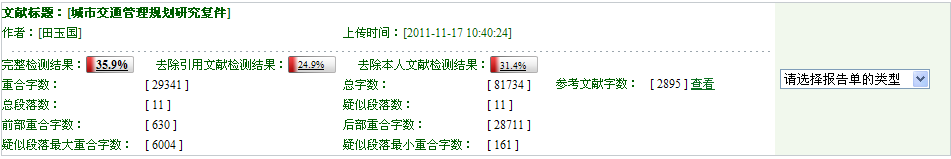 文献标题：[城市交通管理规划研究复件]
作者：[田玉国] 上传时间：[2011-11-17 10:40:24]
完整检测结果： 35.9% 去除引用文献检测结果： 24.9% 去除本人文献检测结果： 31.4%
重合字数： [ 29341 ] 总字数： [ 81734 ] 参考文献字数： [ 2895 ] 查看
请选择报告单的类型
总段落数： [ 11 ] 疑似段落数： [ 11 ]
前部重合字数： [ 630 ] 后部重合字数： [ 28711 ]
疑似段落最大重合字数： [ 6004 ] 疑似段落最小重合字数： [ 161 ]